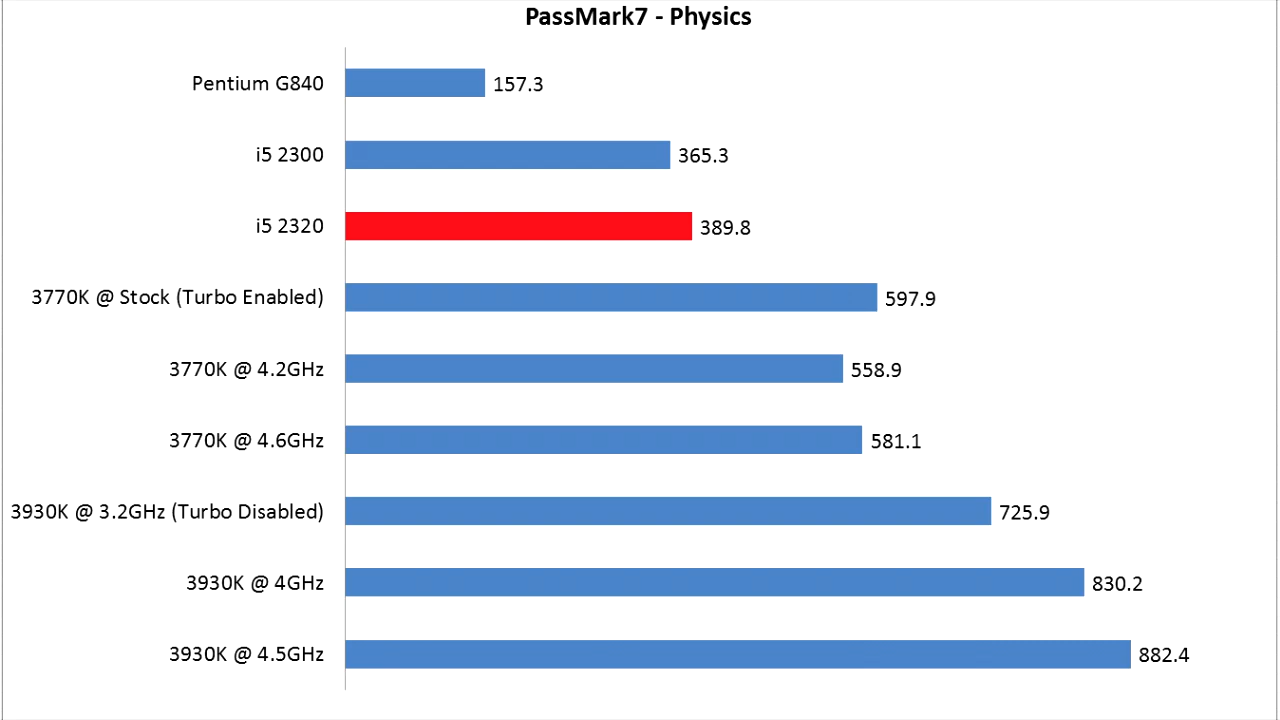 PassMark7 - Physics
Pentium G840 157.3
i5 2300 365.3
i5 2320 389.8
3770K @ Stock (Turbo Enabled) 597.9
3770K @ 4.2GHz 558.9
3770K @ 4.6GHz 581.1
3930K @ 3.2GHz (Turbo Disabled) 725.9
3930K @ 4GHz 830.2
3930K @ 4.5GHz 882.4